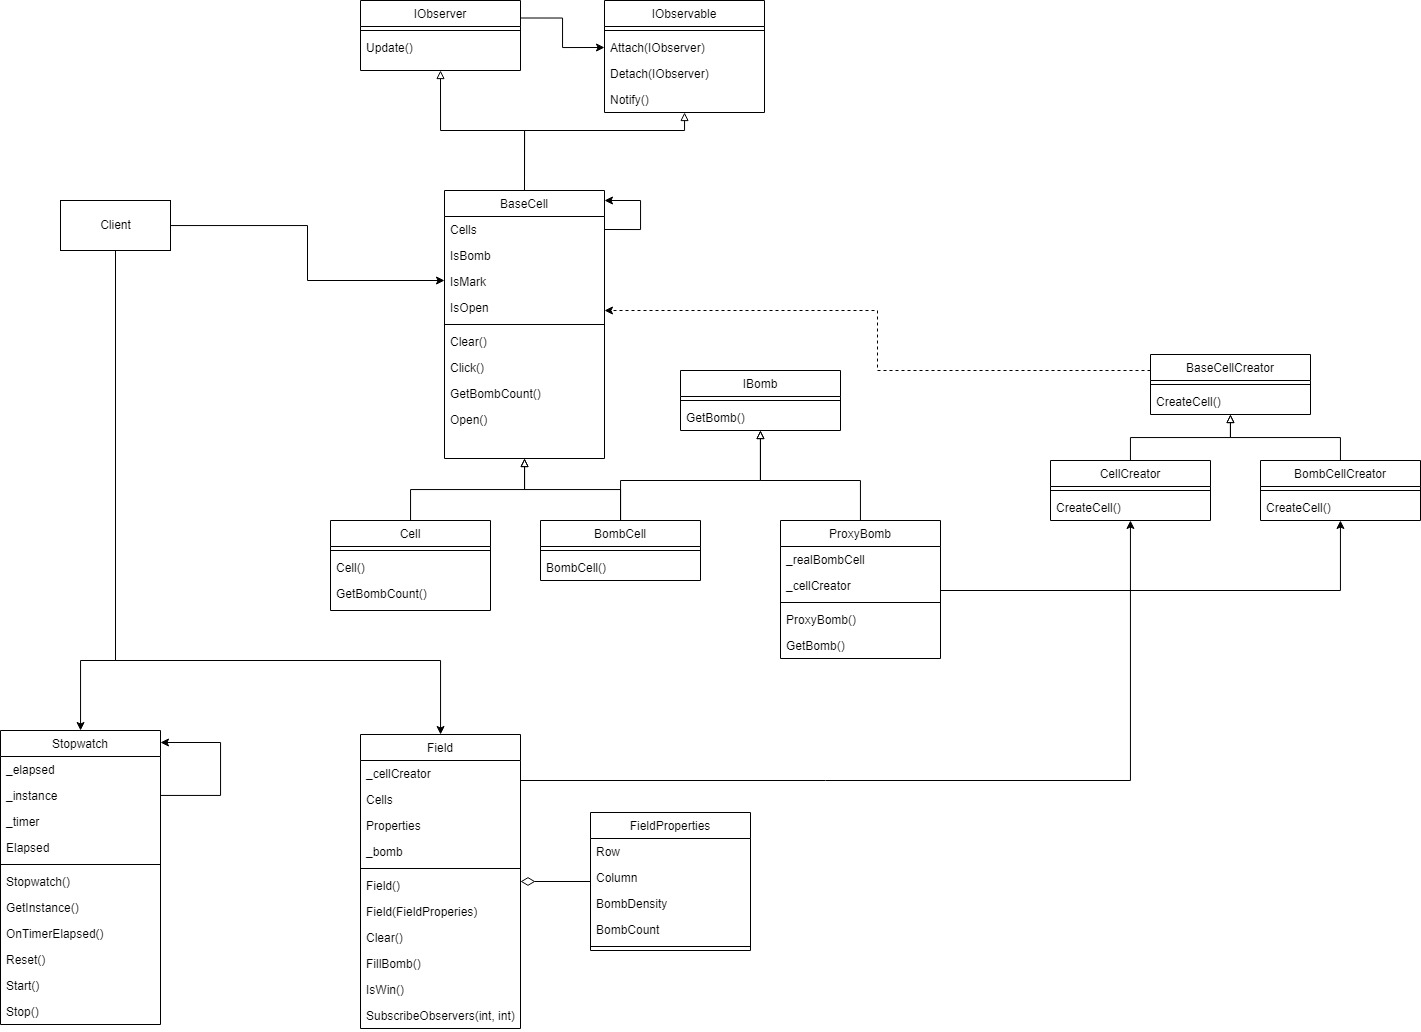 IObserver
Update()
IObservable
Attach(IObserver)
Detach(IObserver)
Notify()
Client
BaseCell
Cells
IsBomb
IsMark
IsOpen
Clear()
Click()
GetBombCount()
Open()
IBomb
GetBomb()
BaseCellCreator
CreateCell()
CellCreator
CreateCell()
BombCellCreator
CreateCell()
Cell
Cell()
GetBombCount()
BombCell
BombCell()
ProxyBomb
_realBombCell
_cellCreator
ProxyBomb()
GetBomb()
Stopwatch
_elapsed
_instance
_timer
Elapsed
Stopwatch()
GetInstance()
OnTimerElapsed()
Reset()
Start()
Stop()
Field
_cellCreator
Cells
Properties
_bomb
Field()
Field(FieldProperies)
Clear()
FillBomb()
IsWin()
SubscribeObservers(int, int)
FieldProperties
Row
Column
BombDensity
BombCount